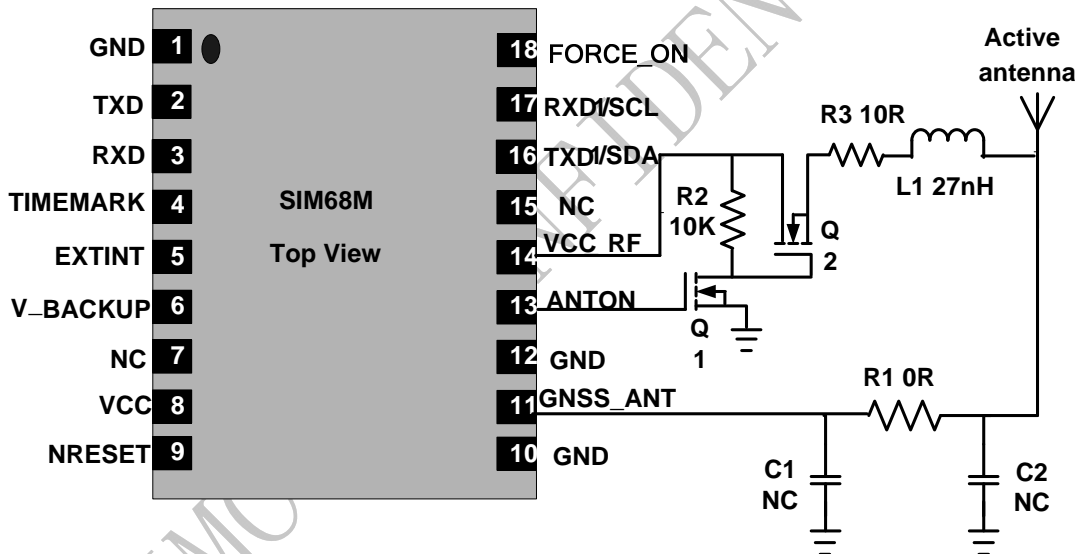 GND 1
TXD 2
RXD 3
TIMEMARK 4
EXTINT 5
V_BACKUP 6
NC 7
VCC 8
NRESET 9
SIM68M
Top View
18 FORCE_ON
17 RXD1/SCL
16 TXD1/SDA
15 NC
14 VCC_RF
13 ANTON
12 GND
11 GNSS_ANT
10 GND
Active
antenna
R3 10R
L1 27nH
R2
10K
Q
2
Q
1
R1 0R
C1
NC
C2
NC